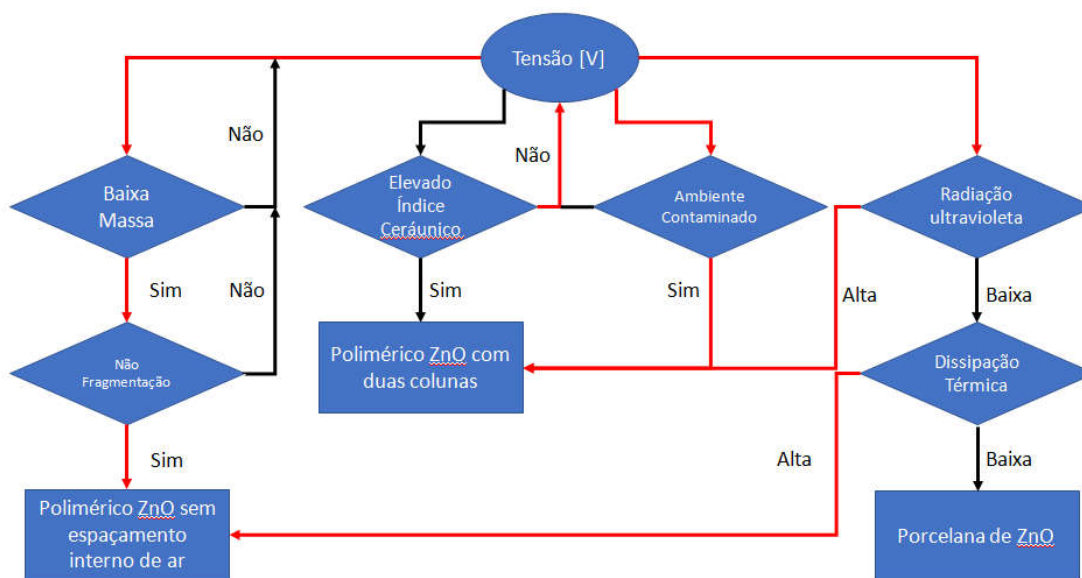 Tensão [V]
Não
Não
Baixa
Massa
Elevado
Índice
Ceráunico
Ambiente
Contaminado
Radiação
ultravioleta
Sim
Não
Sim
Sim
Alta
Baixa
Não
Fragmentação
Polimérico ZnO com
duas colunas
Dissipação
Térmica
Sim
Alta
Baixa
Polimérico ZnO sem
espaçamento
interno de ar
Porcelana de ZnO